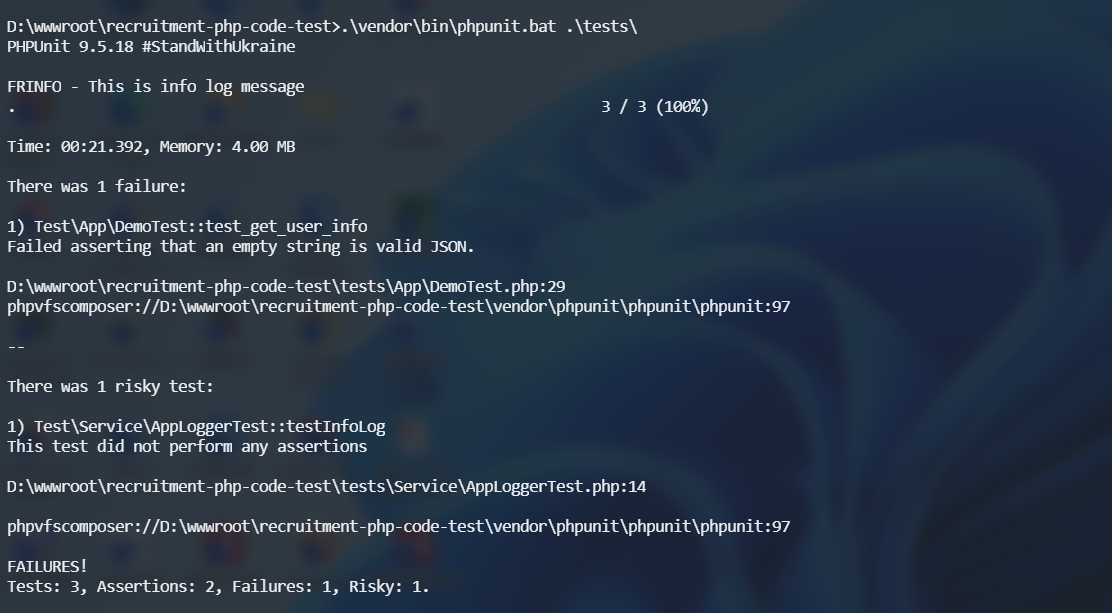 D:\wwwroot\recruitment-php-code-test>.\vendor\bin\phpunit.bat .\tests\
PHPUnit 9.5.18 #StandWithUkraine
FRINFO - This is info log message
. 3 / 3 (100%)
Time: 00:21.392, Memory: 4.00 MB
There was 1 failure:
1) Test\App\DemoTest::test_get_user_info
Failed asserting that an empty string is valid JSON.
D:\wwwroot\recruitment-php-code-test\tests\App\DemoTest.php:29
phpvfscomposer://D:\wwwroot\recruitment-php-code-test\vendor\phpunit\phpunit\phpunit:97
--
There was 1 risky test:
1) Test\Service\AppLoggerTest::testInfoLog
This test did not perform any assertions
D:\wwwroot\recruitment-php-code-test\tests\Service\AppLoggerTest.php:14
phpvfscomposer://D:\wwwroot\recruitment-php-code-test\vendor\phpunit\phpunit\phpunit:97
FAILURES!
Tests: 3, Assertions: 2, Failures: 1, Risky: 1.